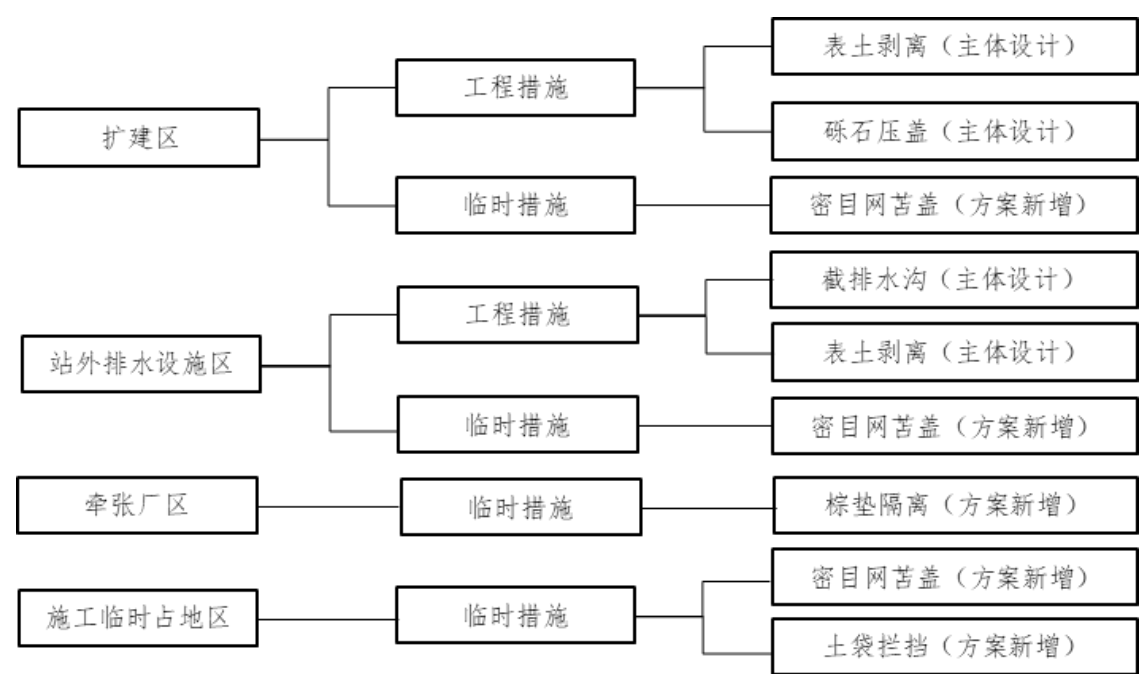 扩建区
工程措施
表土剥离（主体设计）
砾石压盖（主体设计）
临时措施
密目网苫盖（方案新增）
站外排水设施区
工程措施
截排水沟（主体设计）
表土剥离（主体设计）
临时措施
密目网苫盖（方案新增）
牵张厂区
临时措施
棕垫隔离（方案新增）
施工临时占地区
临时措施
密目网苫盖（方案新增）
土袋拦挡（方案新增）